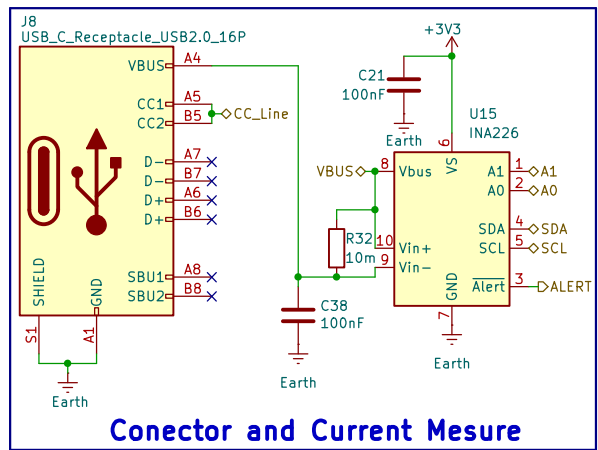 J8
USB_C_Receptacle_USB2.0_16P
VBUS A4
CC1 A5
CC2 B5
CC_Line
D- A7
D- B7
D+ A6
D+ B6
SBU1 A8
SBU2 B8
SHIELD
GND
S1
A1
Earth
+3V3
C21
100nF
Earth
U15
INA226
6
VS
VBUS 8 Vbus
A1 1 A1
A0 2 A0
SDA 4 SDA
SCL 5 SCL
R32
10m
10 Vin+
9 Vin-
GND
7
Alert 3 ALERT
C38
100nF
Earth
Earth
Conector and Current Mesure